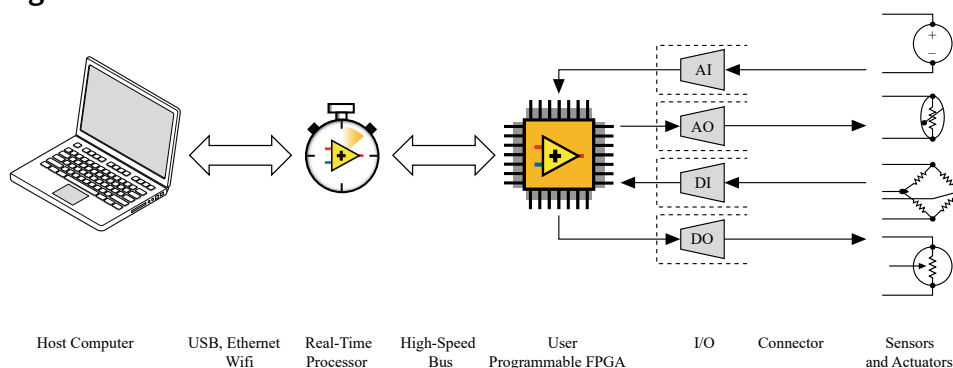 AI
AO
DI
DO
Host Computer
USB, Ethernet
Wifi
Real-Time
Processor
High-Speed
Bus
User
Programmable FPGA
I/O
Connector
Sensors
and Actuators